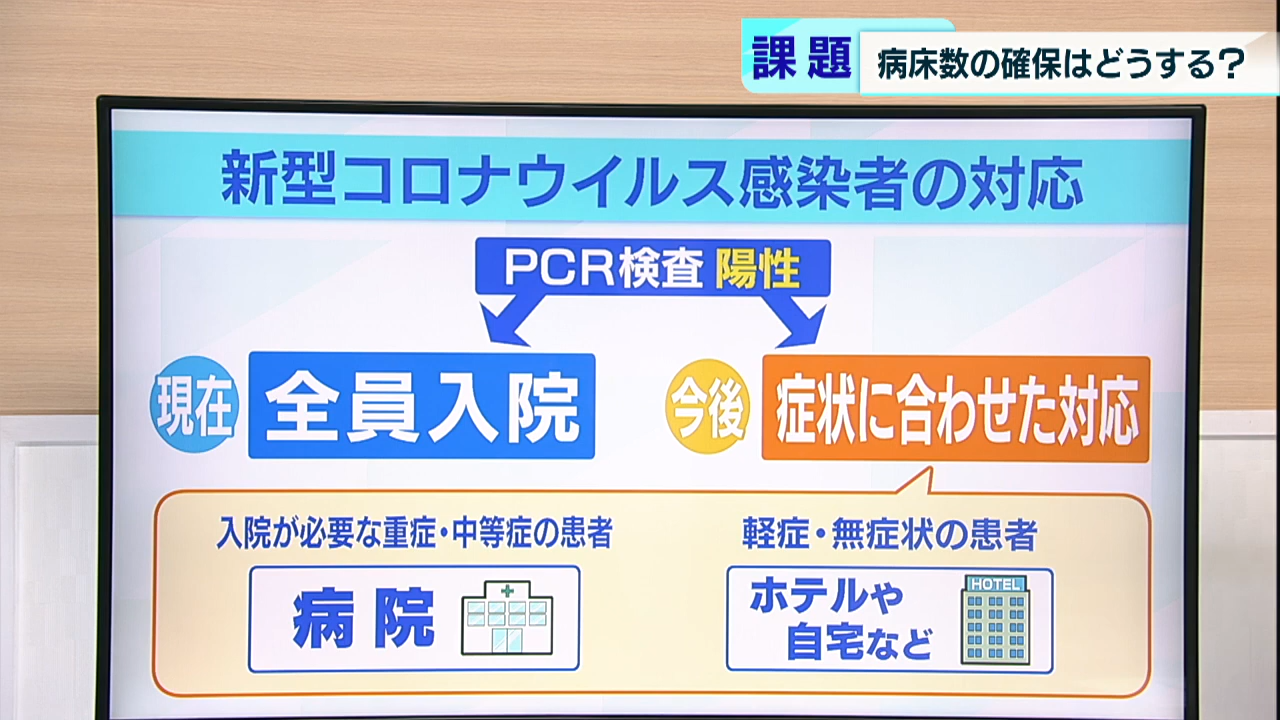 課題 病床数の確保はどうする?
新型コロナウイルス感染者の対応
PCR検査 陽性
現在 全員入院
今後 症状に合わせた対応
入院が必要な重症・中等症の患者
病院
軽症・無症状の患者
ホテルや
自宅など
HOTEL